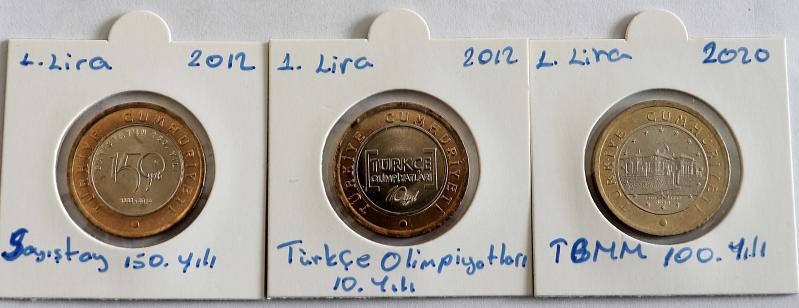 1. Lira 2012
TÜRKİYE CUMHURİYETİ
150
Sayıştay 150. yılı
1. Lira 2012
TÜRKİYE CUMHURİYETİ
TÜRKÇE
OLİMPİYATLARI
10.yıl
Türkçe Olimpiyatları
10. Yılı
1. Lira 2020
TÜRKİYE CUMHURİYETİ
TBMM 100. Yılı